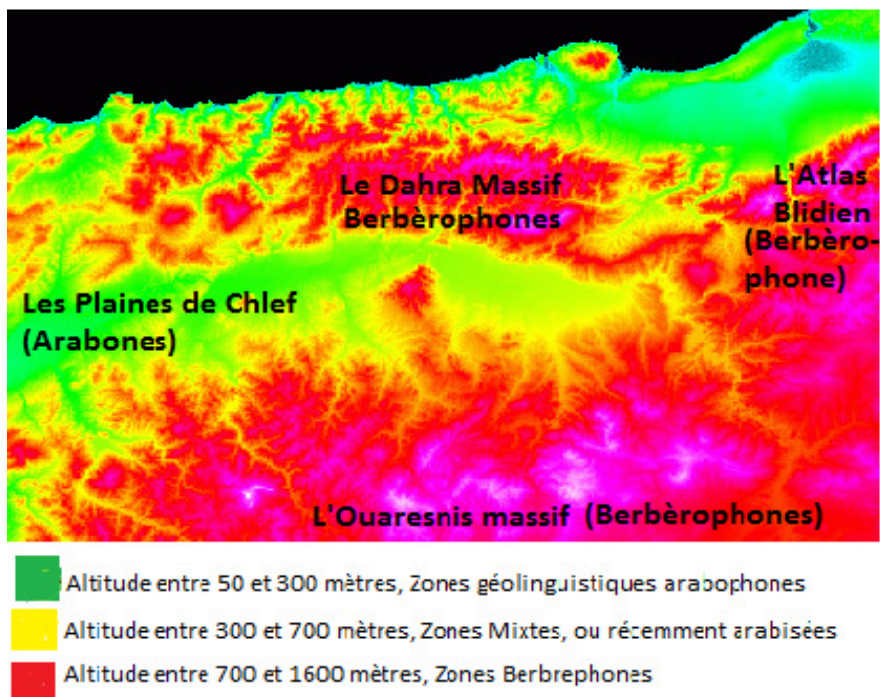 Le Dahra Massif
Berbèrophones
L'Atlas
Blidien
(Berbèro-
phone)
Les Plaines de Chlef
(Arabones)
L'Ouaresnis massif (Berbèrophones)
Altitude entre 50 et 300 mètres, Zones géolinguistiques arabophones
Altitude entre 300 et 700 mètres, Zones Mixtes, ou récemment arabisées
Altitude entre 700 et 1600 mètres, Zones Berbrephones